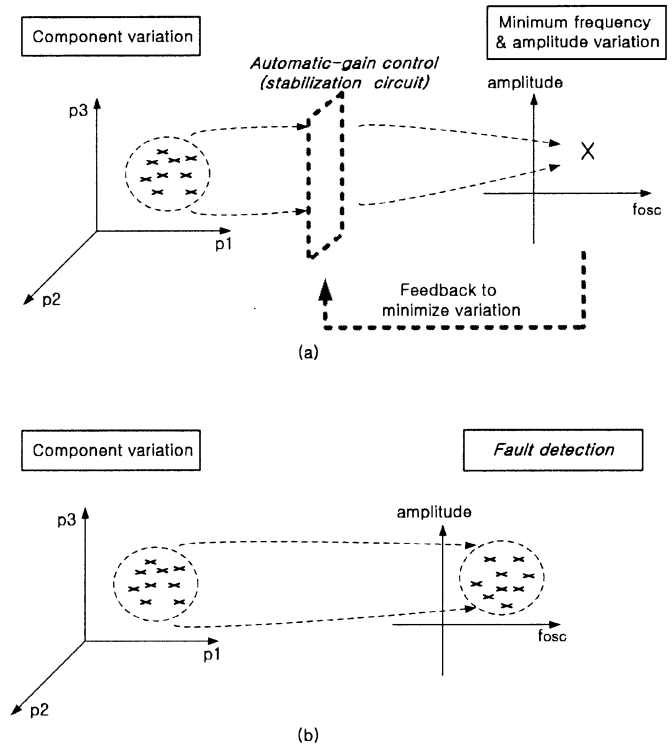 Component variation
Minimum frequency
& amplitude variation
Automatic-gain control
(stabilization circuit)
amplitude
p3
X
fosc
p1
p2
Feedback to
minimize variation
(a)
Component variation
Fault detection
amplitude
p3
fosc
p1
p2
(b)